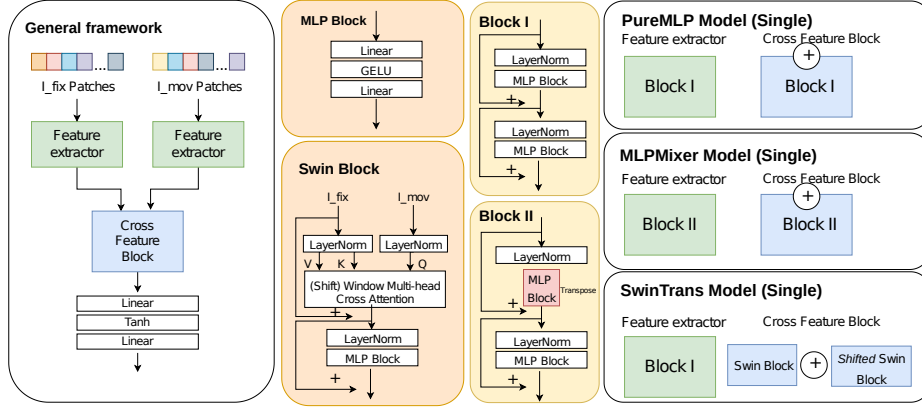 General framework
...
...
I_fix Patches
I_mov Patches
Feature
extractor
Feature
extractor
Cross
Feature
Block
Linear
Tanh
Linear
MLP Block
Linear
GELU
Linear
Swin Block
I_fix
I_mov
LayerNorm
LayerNorm
V
K
Q
(Shift) Window Multi-head
Cross Attention
+
LayerNorm
MLP Block
+
Block I
LayerNorm
MLP Block
+
LayerNorm
MLP Block
+
Block II
LayerNorm
MLP
Block
Transpose
+
LayerNorm
MLP Block
+
PureMLP Model (Single)
Feature extractor
Cross Feature Block
Block I
+
Block I
MLPMixer Model (Single)
Feature extractor
Cross Feature Block
Block II
+
Block II
SwinTrans Model (Single)
Feature extractor
Cross Feature Block
Block I
Swin Block
+
Shifted Swin
Block